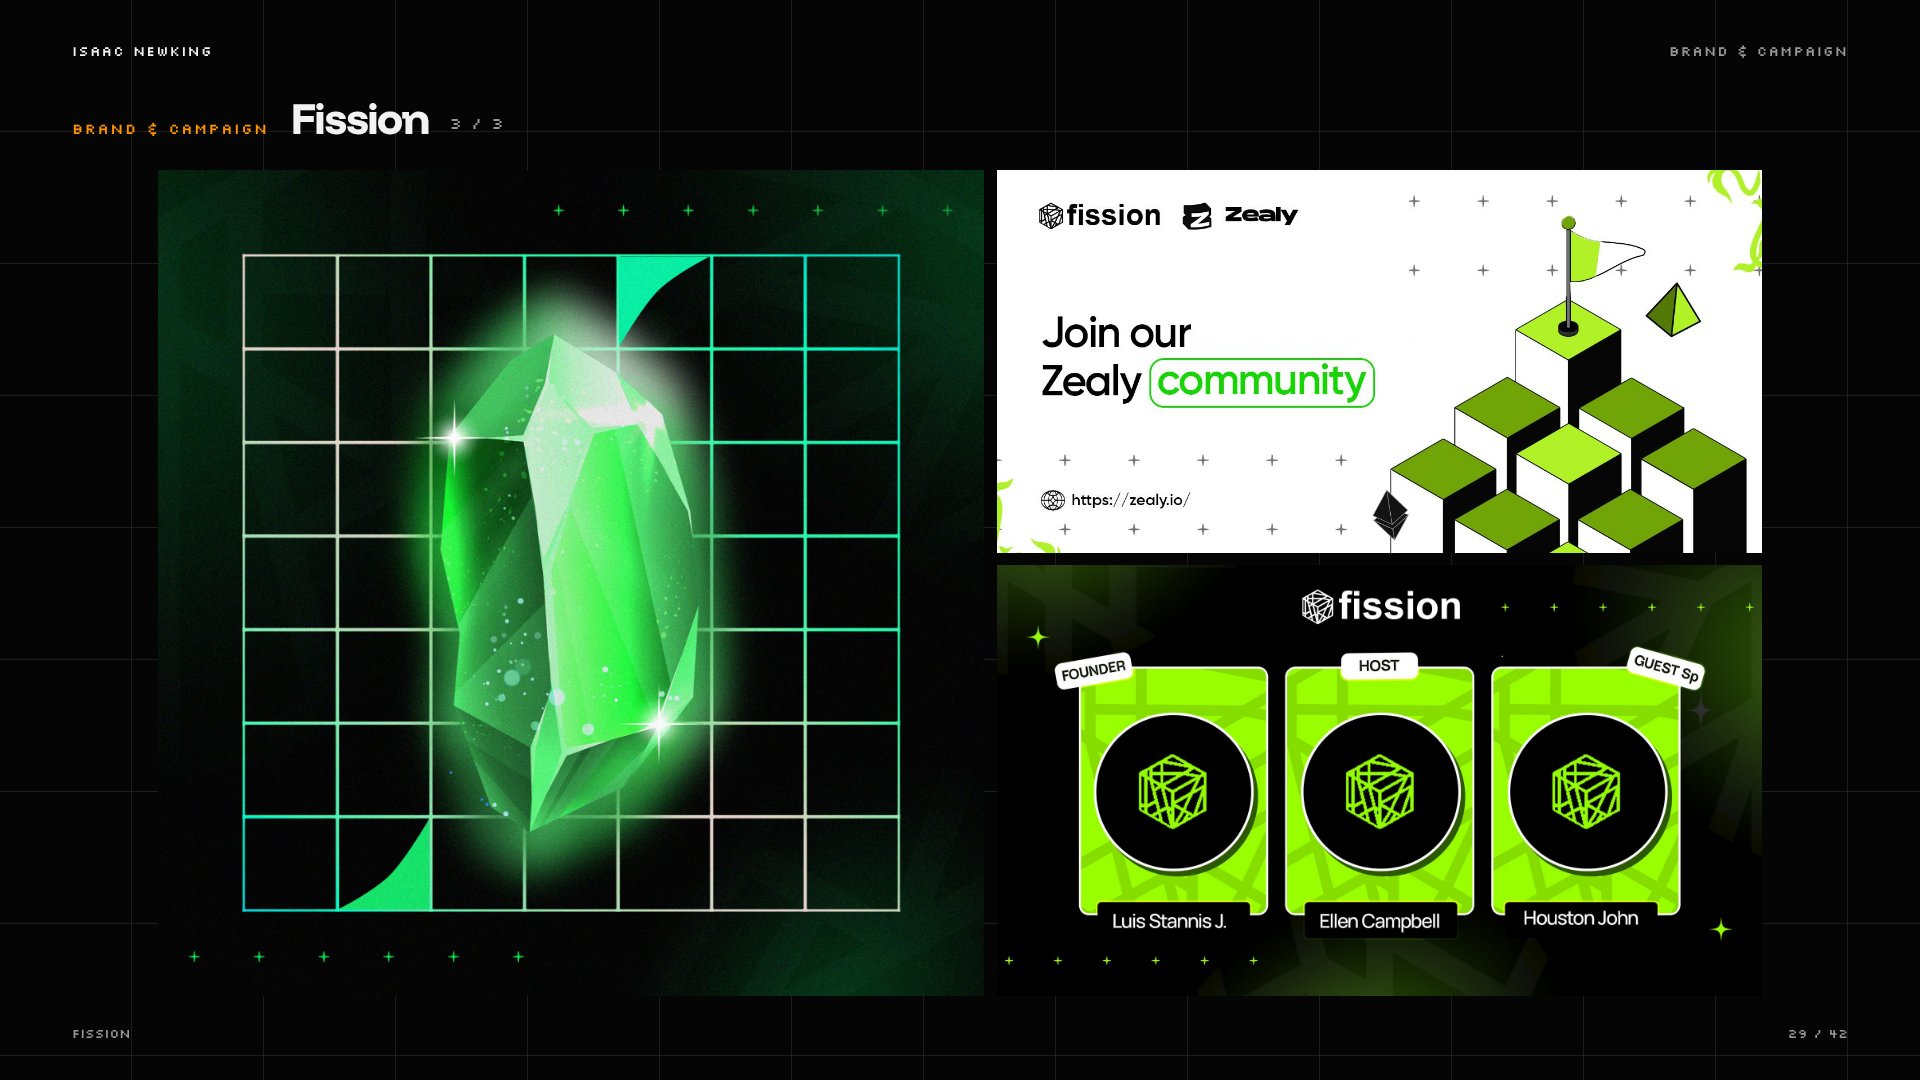 ISAAC NEWKING
BRAND & CAMPAIGN
BRAND & CAMPAIGN
Fission
3 / 3
fission
Zealy
Join our
Zealy community
https://zealy.io/
fission
FOUNDER
HOST
GUEST Sp
Luis Stannis J.
Ellen Campbell
Houston John
FISSION
29 / 42